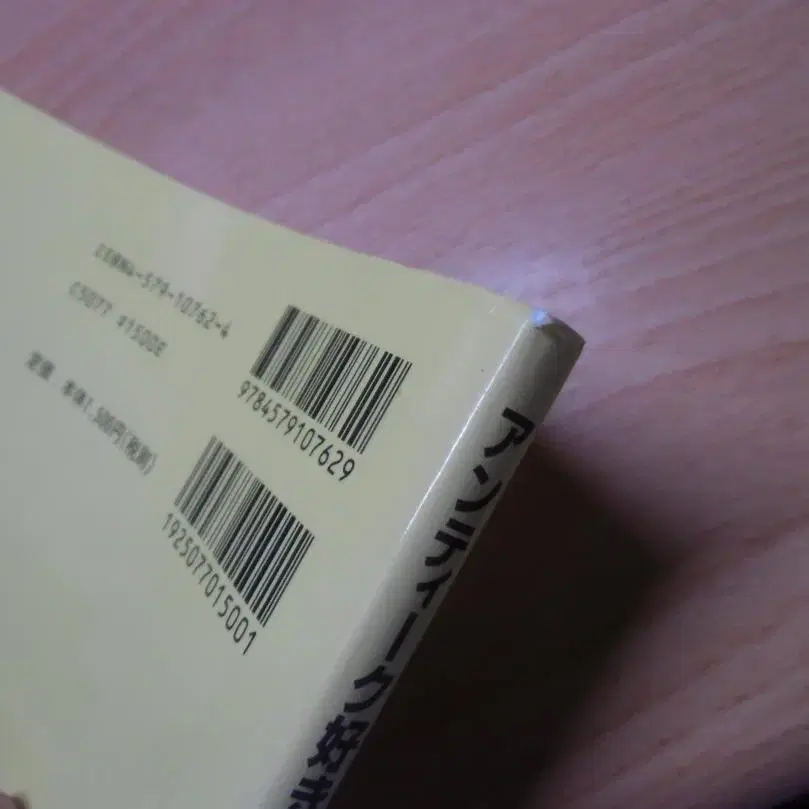 ISBN4-579-10762-4
C5077 ¥1500E
定価 本体1,500円(税別)
9784579107629
1925077015001
アンティーク好き